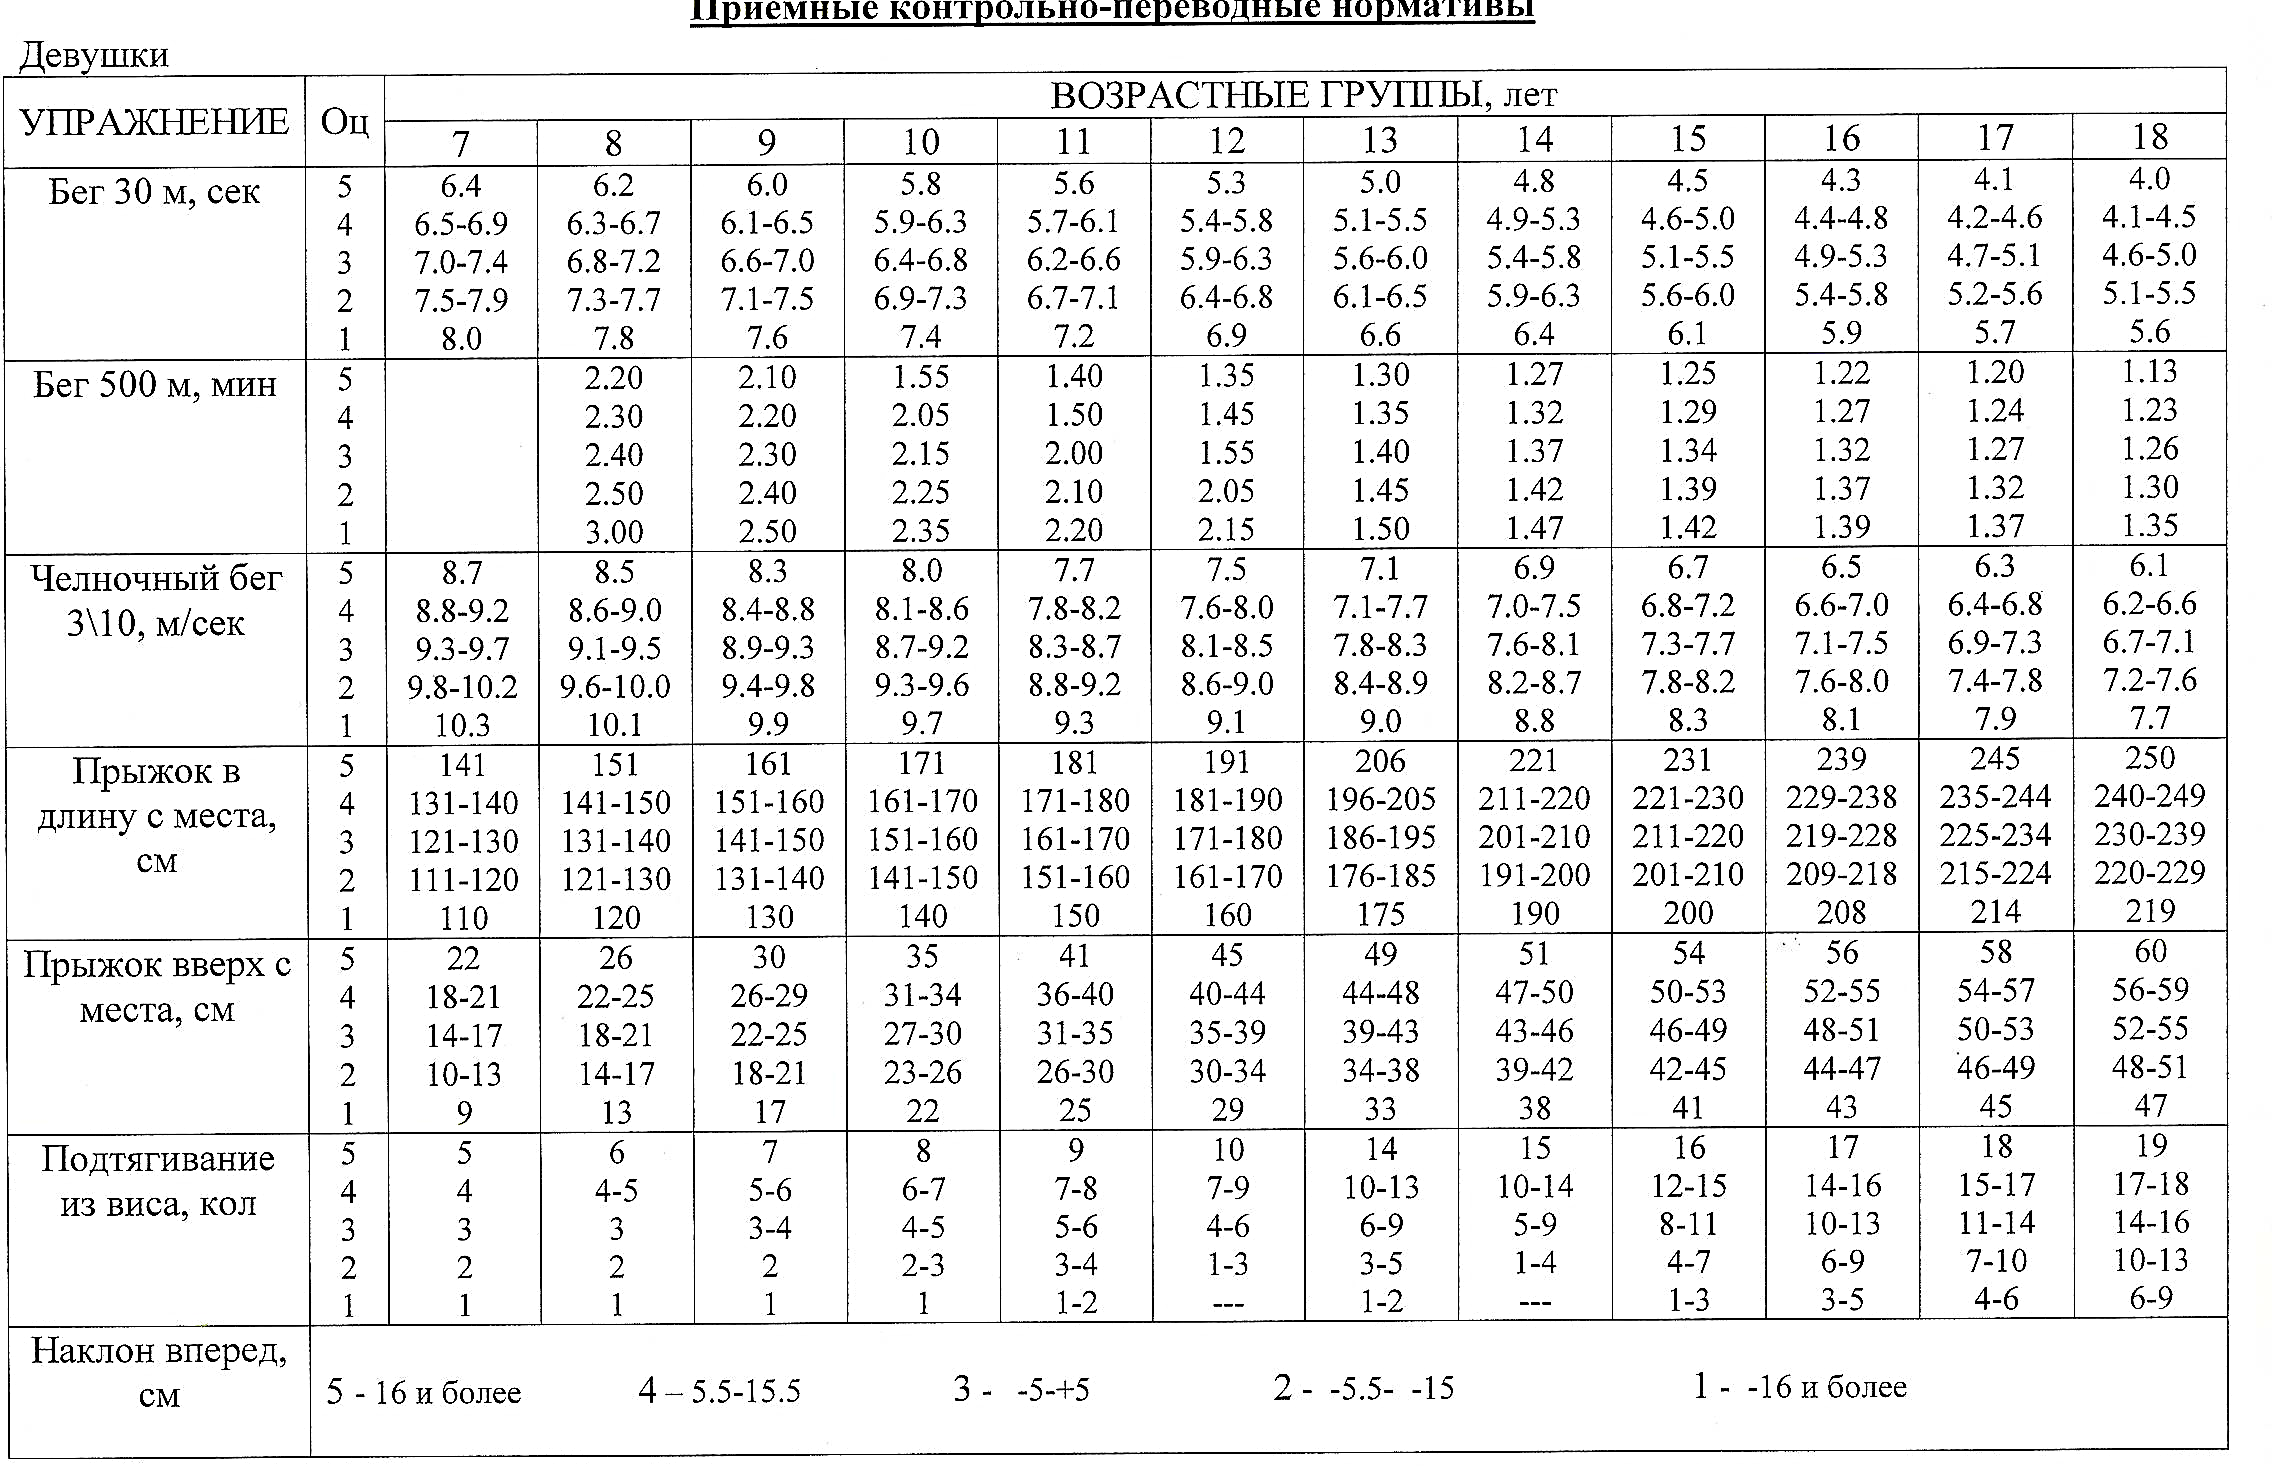 Приемные контрольно-переводные нормативы
Девушки
УПРАЖНЕНИЕ Оц ВОЗРАСТНЫЕ ГРУППЫ, лет
7 8 9 10 11 12 13 14 15 16 17 18
Бег 30 м, сек 5 6.4 6.2 6.0 5.8 5.6 5.3 5.0 4.8 4.5 4.3 4.1 4.0
4 6.5-6.9 6.3-6.7 6.1-6.5 5.9-6.3 5.7-6.1 5.4-5.8 5.1-5.5 4.9-5.3 4.6-5.0 4.4-4.8 4.2-4.6 4.1-4.5
3 7.0-7.4 6.8-7.2 6.6-7.0 6.4-6.8 6.2-6.6 5.9-6.3 5.6-6.0 5.4-5.8 5.1-5.5 4.9-5.3 4.7-5.1 4.6-5.0
2 7.5-7.9 7.3-7.7 7.1-7.5 6.9-7.3 6.7-7.1 6.4-6.8 6.1-6.5 5.9-6.3 5.6-6.0 5.4-5.8 5.2-5.6 5.1-5.5
1 8.0 7.8 7.6 7.4 7.2 6.9 6.6 6.4 6.1 5.9 5.7 5.6
Бег 500 м, мин 5 2.20 2.10 1.55 1.40 1.35 1.30 1.27 1.25 1.22 1.20 1.13
4 2.30 2.20 2.05 1.50 1.45 1.35 1.32 1.29 1.27 1.24 1.23
3 2.40 2.30 2.15 2.00 1.55 1.40 1.37 1.34 1.32 1.27 1.26
2 2.50 2.40 2.25 2.10 2.05 1.45 1.42 1.39 1.37 1.32 1.30
1 3.00 2.50 2.35 2.20 2.15 1.50 1.47 1.42 1.39 1.37 1.35
Челночный бег 5 8.7 8.5 8.3 8.0 7.7 7.5 7.1 6.9 6.7 6.5 6.3 6.1
3\10, м/сек 4 8.8-9.2 8.6-9.0 8.4-8.8 8.1-8.6 7.8-8.2 7.6-8.0 7.1-7.7 7.0-7.5 6.8-7.2 6.6-7.0 6.4-6.8 6.2-6.6
3 9.3-9.7 9.1-9.5 8.9-9.3 8.7-9.2 8.3-8.7 8.1-8.5 7.8-8.3 7.6-8.1 7.3-7.7 7.1-7.5 6.9-7.3 6.7-7.1
2 9.8-10.2 9.6-10.0 9.4-9.8 9.3-9.6 8.8-9.2 8.6-9.0 8.4-8.9 8.2-8.7 7.8-8.2 7.6-8.0 7.4-7.8 7.2-7.6
1 10.3 10.1 9.9 9.7 9.3 9.1 9.0 8.8 8.3 8.1 7.9 7.7
Прыжок в 5 141 151 161 171 181 191 206 221 231 239 245 250
длину с места, 4 131-140 141-150 151-160 161-170 171-180 181-190 196-205 211-220 221-230 229-238 235-244 240-249
см 3 121-130 131-140 141-150 151-160 161-170 171-180 186-195 201-210 211-220 219-228 225-234 230-239
2 111-120 121-130 131-140 141-150 151-160 161-170 176-185 191-200 201-210 209-218 215-224 220-229
1 110 120 130 140 150 160 175 190 200 208 214 219
Прыжок вверх с 5 22 26 30 35 41 45 49 51 54 56 58 60
места, см 4 18-21 22-25 26-29 31-34 36-40 40-44 44-48 47-50 50-53 52-55 54-57 56-59
3 14-17 18-21 22-25 27-30 31-35 35-39 39-43 43-46 46-49 48-51 50-53 52-55
2 10-13 14-17 18-21 23-26 26-30 30-34 34-38 39-42 42-45 44-47 46-49 48-51
1 9 13 17 22 25 29 33 38 41 43 45 47
Подтягивание 5 5 6 7 8 9 10 14 15 16 17 18 19
из виса, кол 4 4 4-5 5-6 6-7 7-8 7-9 10-13 10-14 12-15 14-16 15-17 17-18
3 3 3 3-4 4-5 5-6 4-6 6-9 5-9 8-11 10-13 11-14 14-16
2 2 2 2 2-3 3-4 1-3 3-5 1-4 4-7 6-9 7-10 10-13
1 1 1 1 1 1-2 --- 1-2 --- 1-3 3-5 4-6 6-9
Наклон вперед,
см 5 - 16 и более 4 – 5.5-15.5 3 - -5-+5 2 - -5.5- -15 1 - -16 и более